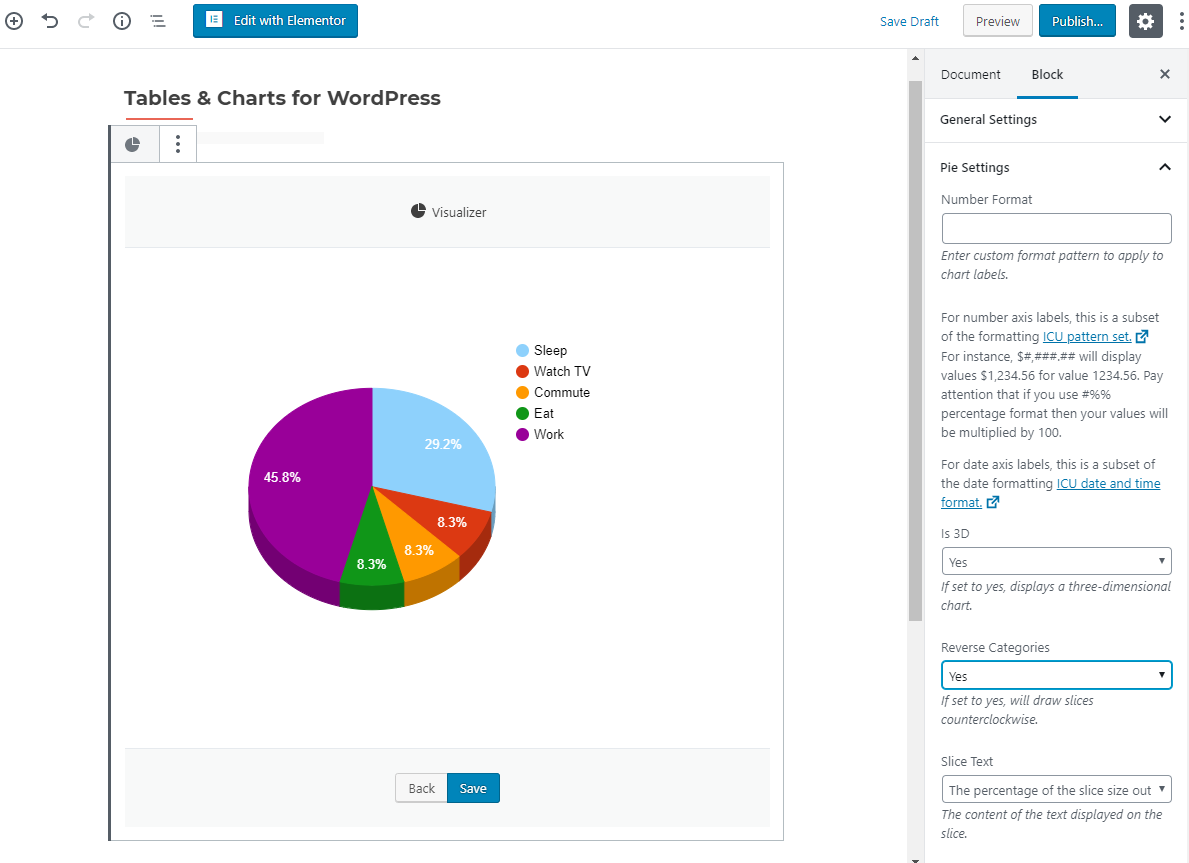 Edit with Elementor
Save Draft
Preview
Publish...
Tables & Charts for WordPress
Visualizer
Sleep
Watch TV
Commute
Eat
Work
29.2%
45.8%
8.3%
8.3%
8.3%
Back
Save
Document
Block
General Settings
Pie Settings
Number Format
Enter custom format pattern to apply to
chart labels.
For number axis labels, this is a subset
of the formatting ICU pattern set.
For instance, $#,###.## will display
values $1,234.56 for value 1234.56. Pay
attention that if you use #%%
percentage format then your values will
be multiplied by 100.
For date axis labels, this is a subset of
the date formatting ICU date and time
format.
Is 3D
Yes
If set to yes, displays a three-dimensional
chart.
Reverse Categories
Yes
If set to yes, will draw slices
counterclockwise.
Slice Text
The percentage of the slice size out
The content of the text displayed on the
slice.